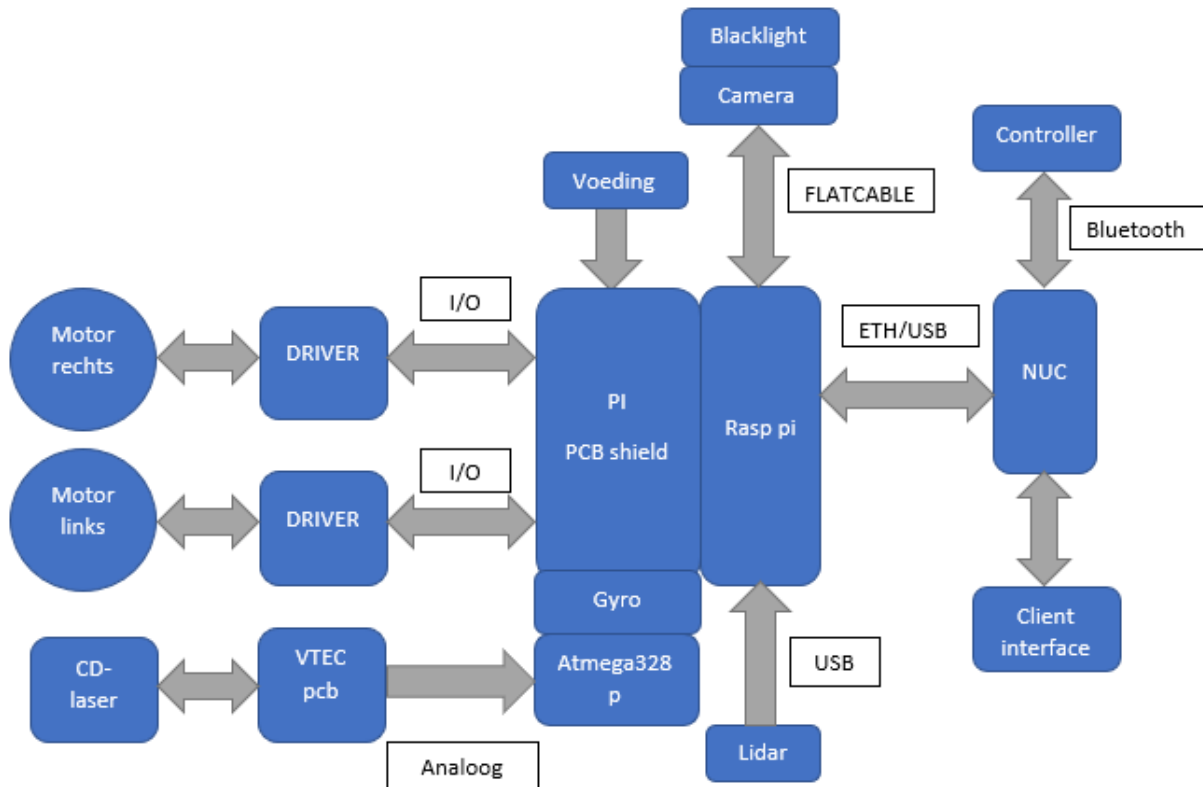 Blacklight
Camera
Controller
Voeding
FLATCABLE
Bluetooth
I/O
Motor
rechts
DRIVER
PI
PCB shield
Rasp pi
ETH/USB
NUC
I/O
Motor
links
DRIVER
Gyro
Atmega328
p
CD-
laser
VTEC
pcb
Analoog
USB
Lidar
Client
interface